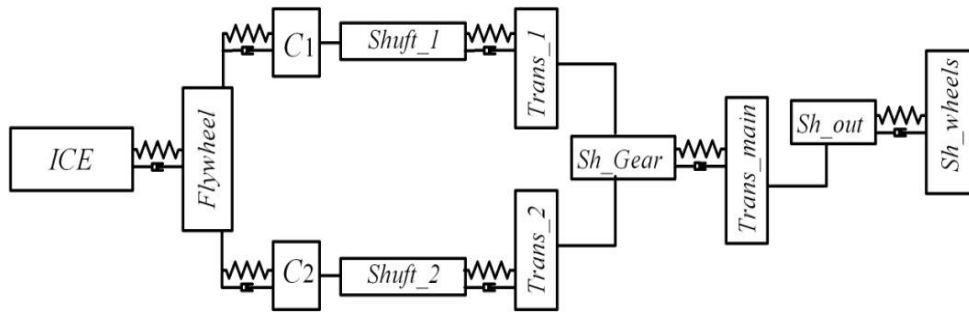 ICE
Flywheel
C1
Shuft_1
Trans_1
C2
Shuft_2
Trans_2
Sh_Gear
Trans_main
Sh_out
Sh_wheels